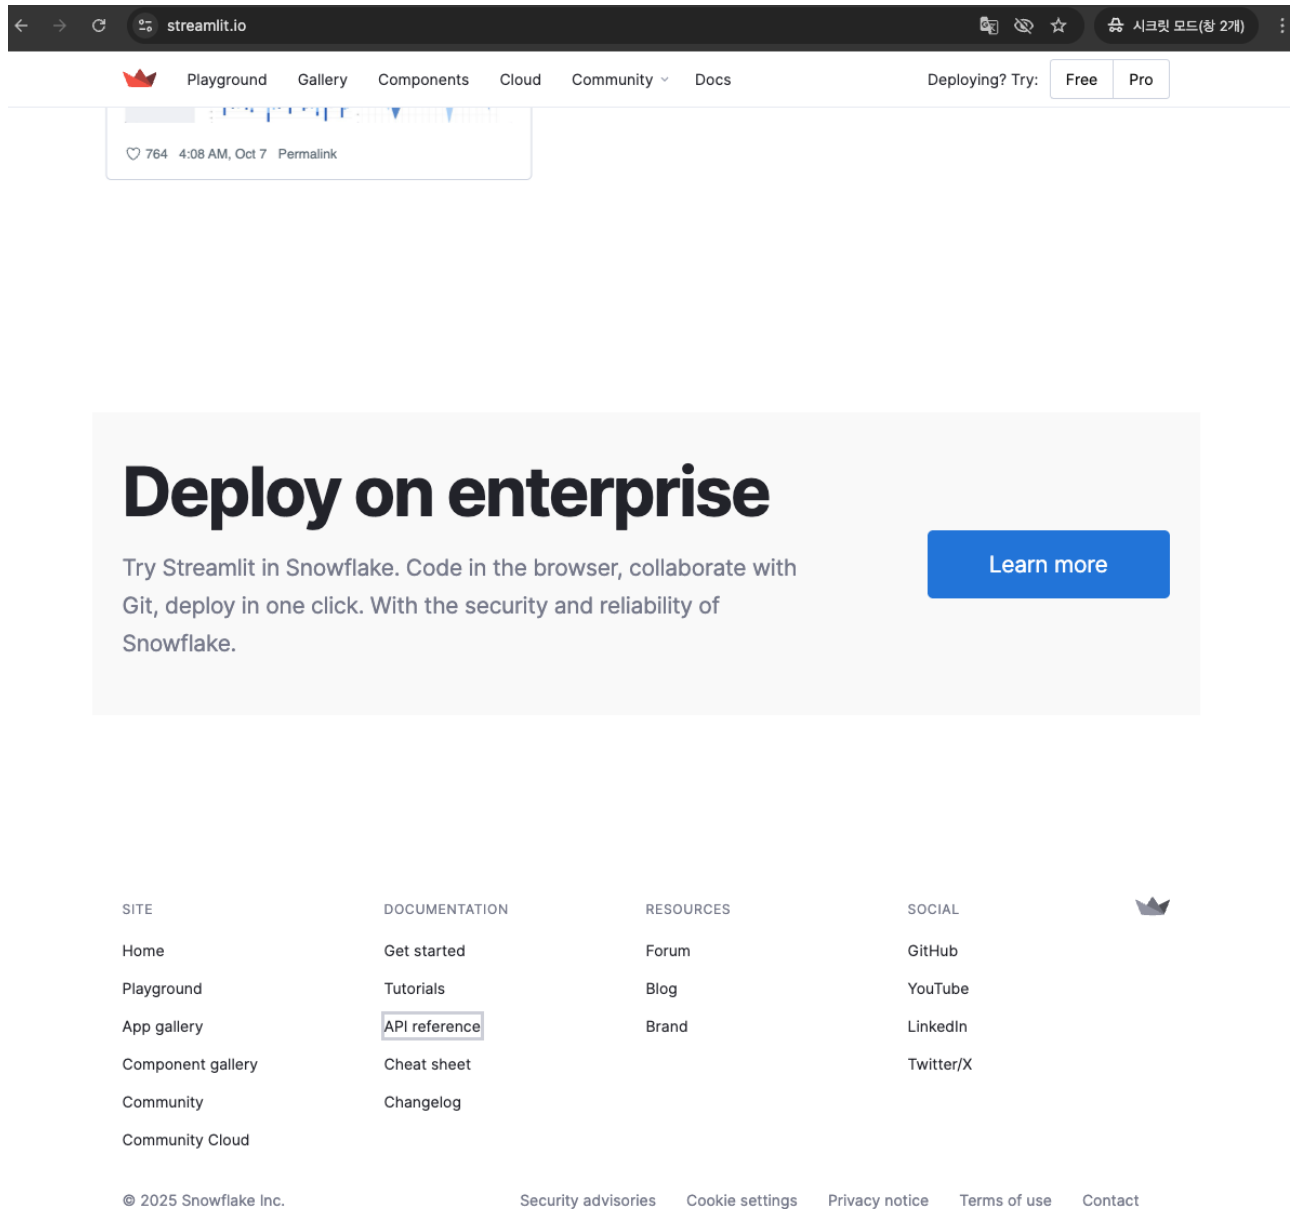 streamlit.io
시크릿 모드(창 2개)
Playground Gallery Components Cloud Community Docs Deploying? Try: Free Pro
764 4:08 AM, Oct 7 Permalink
Deploy on enterprise
Try Streamlit in Snowflake. Code in the browser, collaborate with
Git, deploy in one click. With the security and reliability of
Snowflake.
Learn more
SITE
Home
Playground
App gallery
Component gallery
Community
Community Cloud
DOCUMENTATION
Get started
Tutorials
API reference
Cheat sheet
Changelog
RESOURCES
Forum
Blog
Brand
SOCIAL
GitHub
YouTube
LinkedIn
Twitter/X
© 2025 Snowflake Inc. Security advisories Cookie settings Privacy notice Terms of use Contact